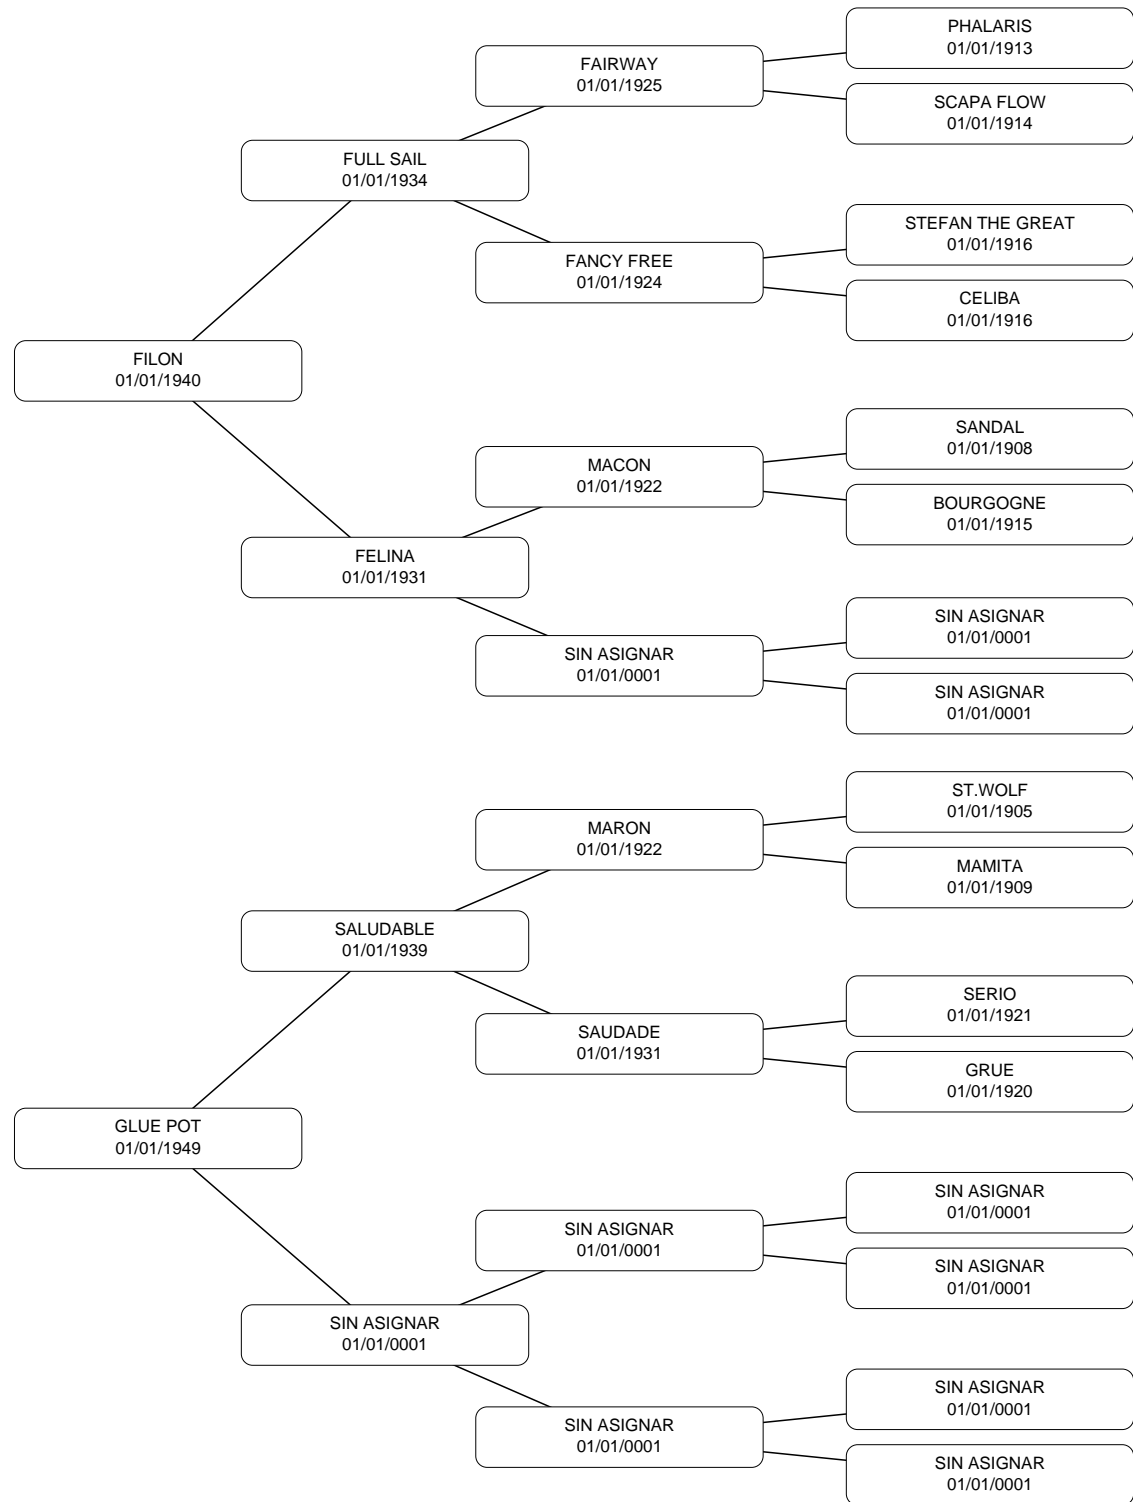 PHALARIS
01/01/1913
FAIRWAY
01/01/1925
SCAPA FLOW
01/01/1914
FULL SAIL
01/01/1934
STEFAN THE GREAT
01/01/1916
FANCY FREE
01/01/1924
CELIBA
01/01/1916
FILON
01/01/1940
SANDAL
01/01/1908
MACON
01/01/1922
BOURGOGNE
01/01/1915
FELINA
01/01/1931
SIN ASIGNAR
01/01/0001
SIN ASIGNAR
01/01/0001
SIN ASIGNAR
01/01/0001
ST.WOLF
01/01/1905
MARON
01/01/1922
MAMITA
01/01/1909
SALUDABLE
01/01/1939
SERIO
01/01/1921
SAUDADE
01/01/1931
GRUE
01/01/1920
GLUE POT
01/01/1949
SIN ASIGNAR
01/01/0001
SIN ASIGNAR
01/01/0001
SIN ASIGNAR
01/01/0001
SIN ASIGNAR
01/01/0001
SIN ASIGNAR
01/01/0001
SIN ASIGNAR
01/01/0001
SIN ASIGNAR
01/01/0001